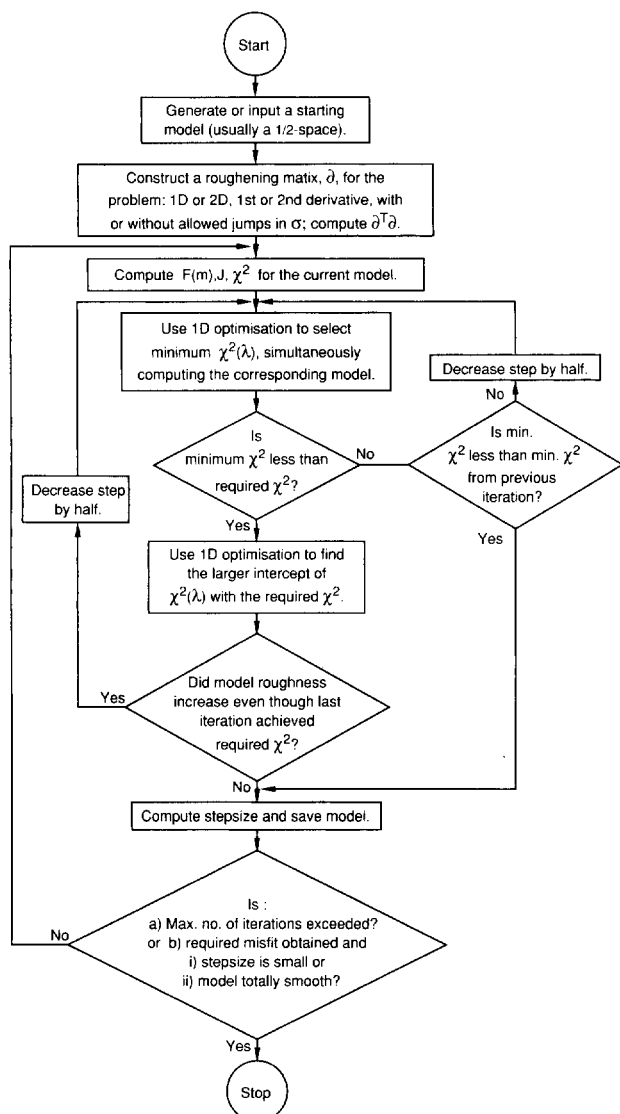 Start
Generate or input a starting
model (usually a 1/2-space).
Construct a roughening matix, ∂, for the
problem: 1D or 2D, 1st or 2nd derivative, with
or without allowed jumps in σ; compute ∂ᵀ∂.
Compute F(m),J, χ² for the current model.
Use 1D optimisation to select
minimum χ²(λ), simultaneously
computing the corresponding model.
Decrease step by half.
No
Is
minimum χ² less than
required χ²?
No
Is min.
χ² less than min. χ²
from previous
iteration?
Decrease step
by half.
Yes
Yes
Use 1D optimisation to find
the larger intercept of
χ²(λ) with the required χ².
Yes
Did model roughness
increase even though last
iteration achieved
required χ²?
No
Compute stepsize and save model.
No
Is :
a) Max. no. of iterations exceeded?
or b) required misfit obtained and
i) stepsize is small or
ii) model totally smooth?
Yes
Stop